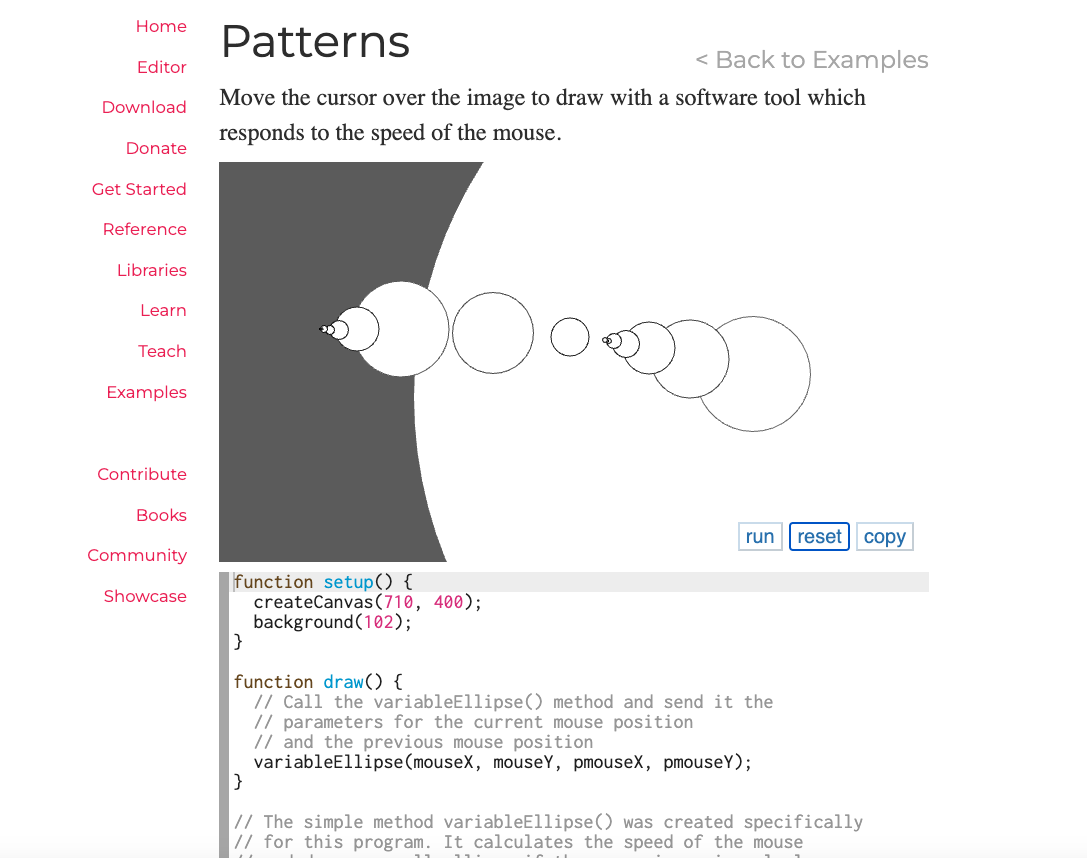 Home
Editor
Download
Donate
Get Started
Reference
Libraries
Learn
Teach
Examples
Contribute
Books
Community
Showcase
Patterns
< Back to Examples
Move the cursor over the image to draw with a software tool which
responds to the speed of the mouse.
run reset copy
function setup() {
  createCanvas(710, 400);
  background(102);
}
function draw() {
  // Call the variableEllipse() method and send it the
  // parameters for the current mouse position
  // and the previous mouse position
  variableEllipse(mouseX, mouseY, pmouseX, pmouseY);
}
// The simple method variableEllipse() was created specifically
// for this program. It calculates the speed of the mouse